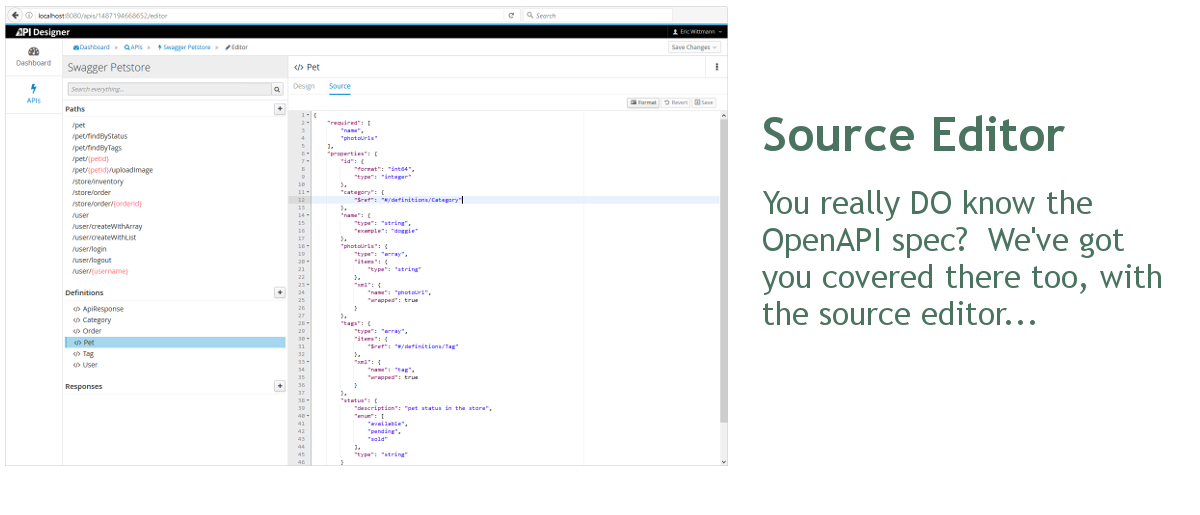 localhost:8080/apis/1487194668652/editor
Search
API Designer
Eric Wittmann
Dashboard » APIs » Swagger Petstore » Editor
Save Changes
Dashboard
APIs
Swagger Petstore
Search everything...
Paths +
/pet
/pet/findByStatus
/pet/findByTags
/pet/{petId}
/pet/{petId}/uploadImage
/store/inventory
/store/order
/store/order/{orderId}
/user
/user/createWithArray
/user/createWithList
/user/login
/user/logout
/user/{username}
Definitions +
</> ApiResponse
</> Category
</> Order
</> Pet
</> Tag
</> User
Responses +
</> Pet
Design Source
Format Revert Save
1 {
2 "required": [
3 "name",
4 "photoUrls"
5 ],
6 "properties": {
7 "id": {
8 "format": "int64",
9 "type": "integer"
10 },
11 "category": {
12 "$ref": "#/definitions/Category"
13 },
14 "name": {
15 "type": "string",
16 "example": "doggie"
17 },
18 "photoUrls": {
19 "type": "array",
20 "items": {
21 "type": "string"
22 },
23 "xml": {
24 "name": "photoUrl",
25 "wrapped": true
26 }
27 },
28 "tags": {
29 "type": "array",
30 "items": {
31 "$ref": "#/definitions/Tag"
32 },
33 "xml": {
34 "name": "tag",
35 "wrapped": true
36 }
37 },
38 "status": {
39 "description": "pet status in the store",
40 "enum": [
41 "available",
42 "pending",
43 "sold"
44 ],
45 "type": "string"
46 }
Source Editor
You really DO know the
OpenAPI spec? We've got
you covered there too, with
the source editor...